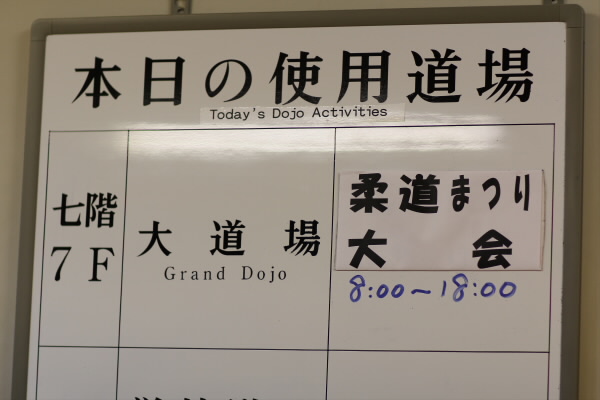 本日の使用道場
Today's Dojo Activities
七階
7F
大道場
Grand Dojo
柔道まつり
大会
8:00～18:00